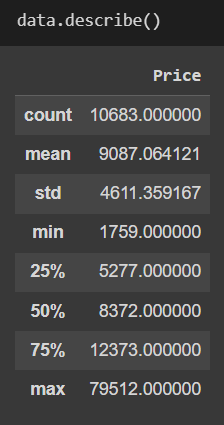 data.describe()
Price
count 10683.000000
mean 9087.064121
std 4611.359167
min 1759.000000
25% 5277.000000
50% 8372.000000
75% 12373.000000
max 79512.000000